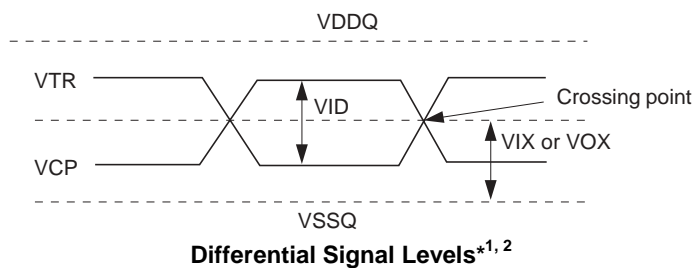 VDDQ
VTR
VID
Crossing point
VIX or VOX
VCP
VSSQ
Differential Signal Levels*1, 2